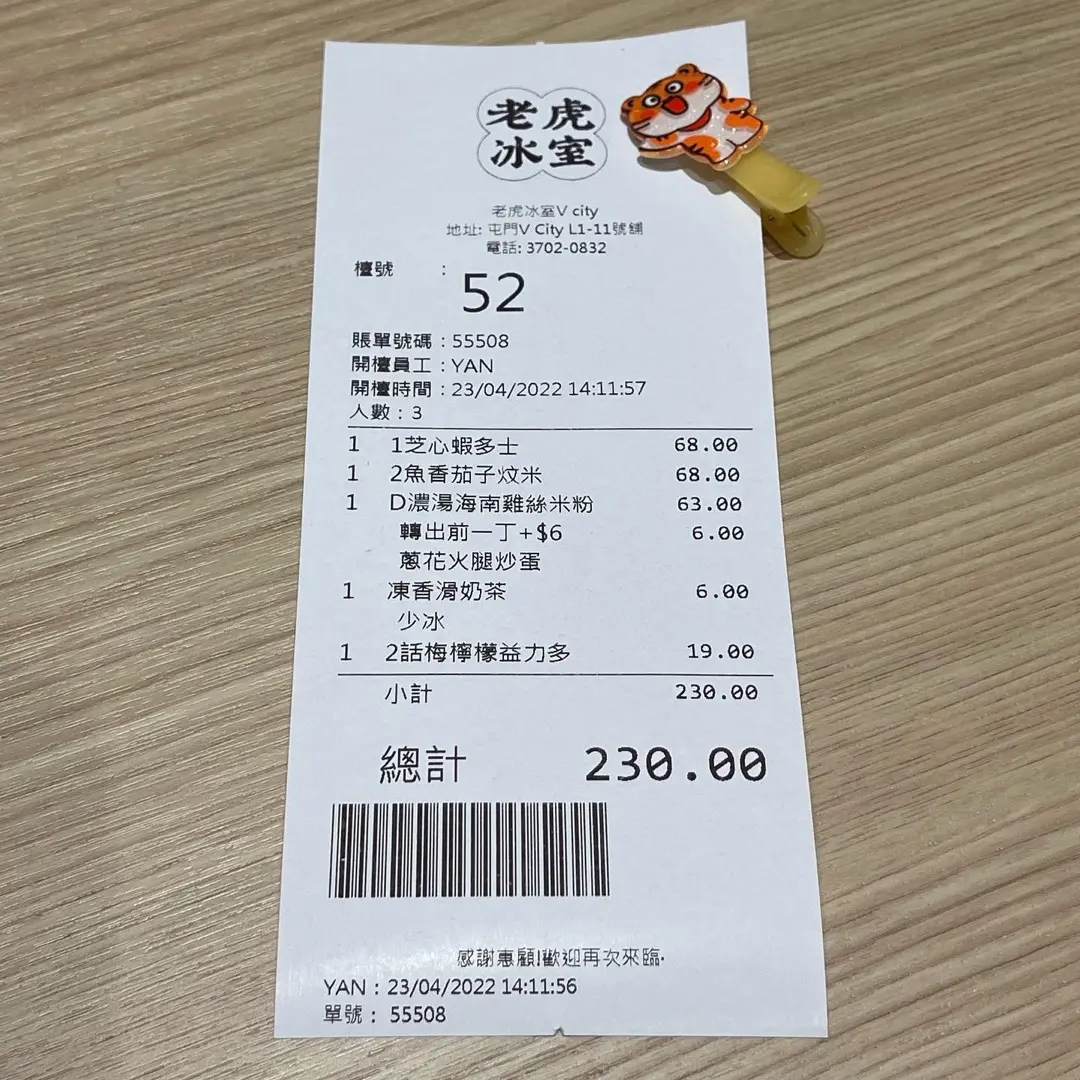 老虎
冰室
老虎冰室V city
地址: 屯門V City L1-11號舖
電話: 3702-0832
檯號 : 52
賬單號碼 : 55508
開檯員工 : YAN
開檯時間 : 23/04/2022 14:11:57
人數 : 3
1 1芝心蝦多士 68.00
1 2魚香茄子炆米 68.00
1 D濃湯海南雞絲米粉 63.00
轉出前一丁+$6 6.00
蔥花火腿炒蛋
1 凍香滑奶茶 6.00
少冰
1 2話梅檸檬益力多 19.00
小計 230.00
總計 230.00
感謝惠顧!歡迎再次來臨.
YAN : 23/04/2022 14:11:56
單號 : 55508